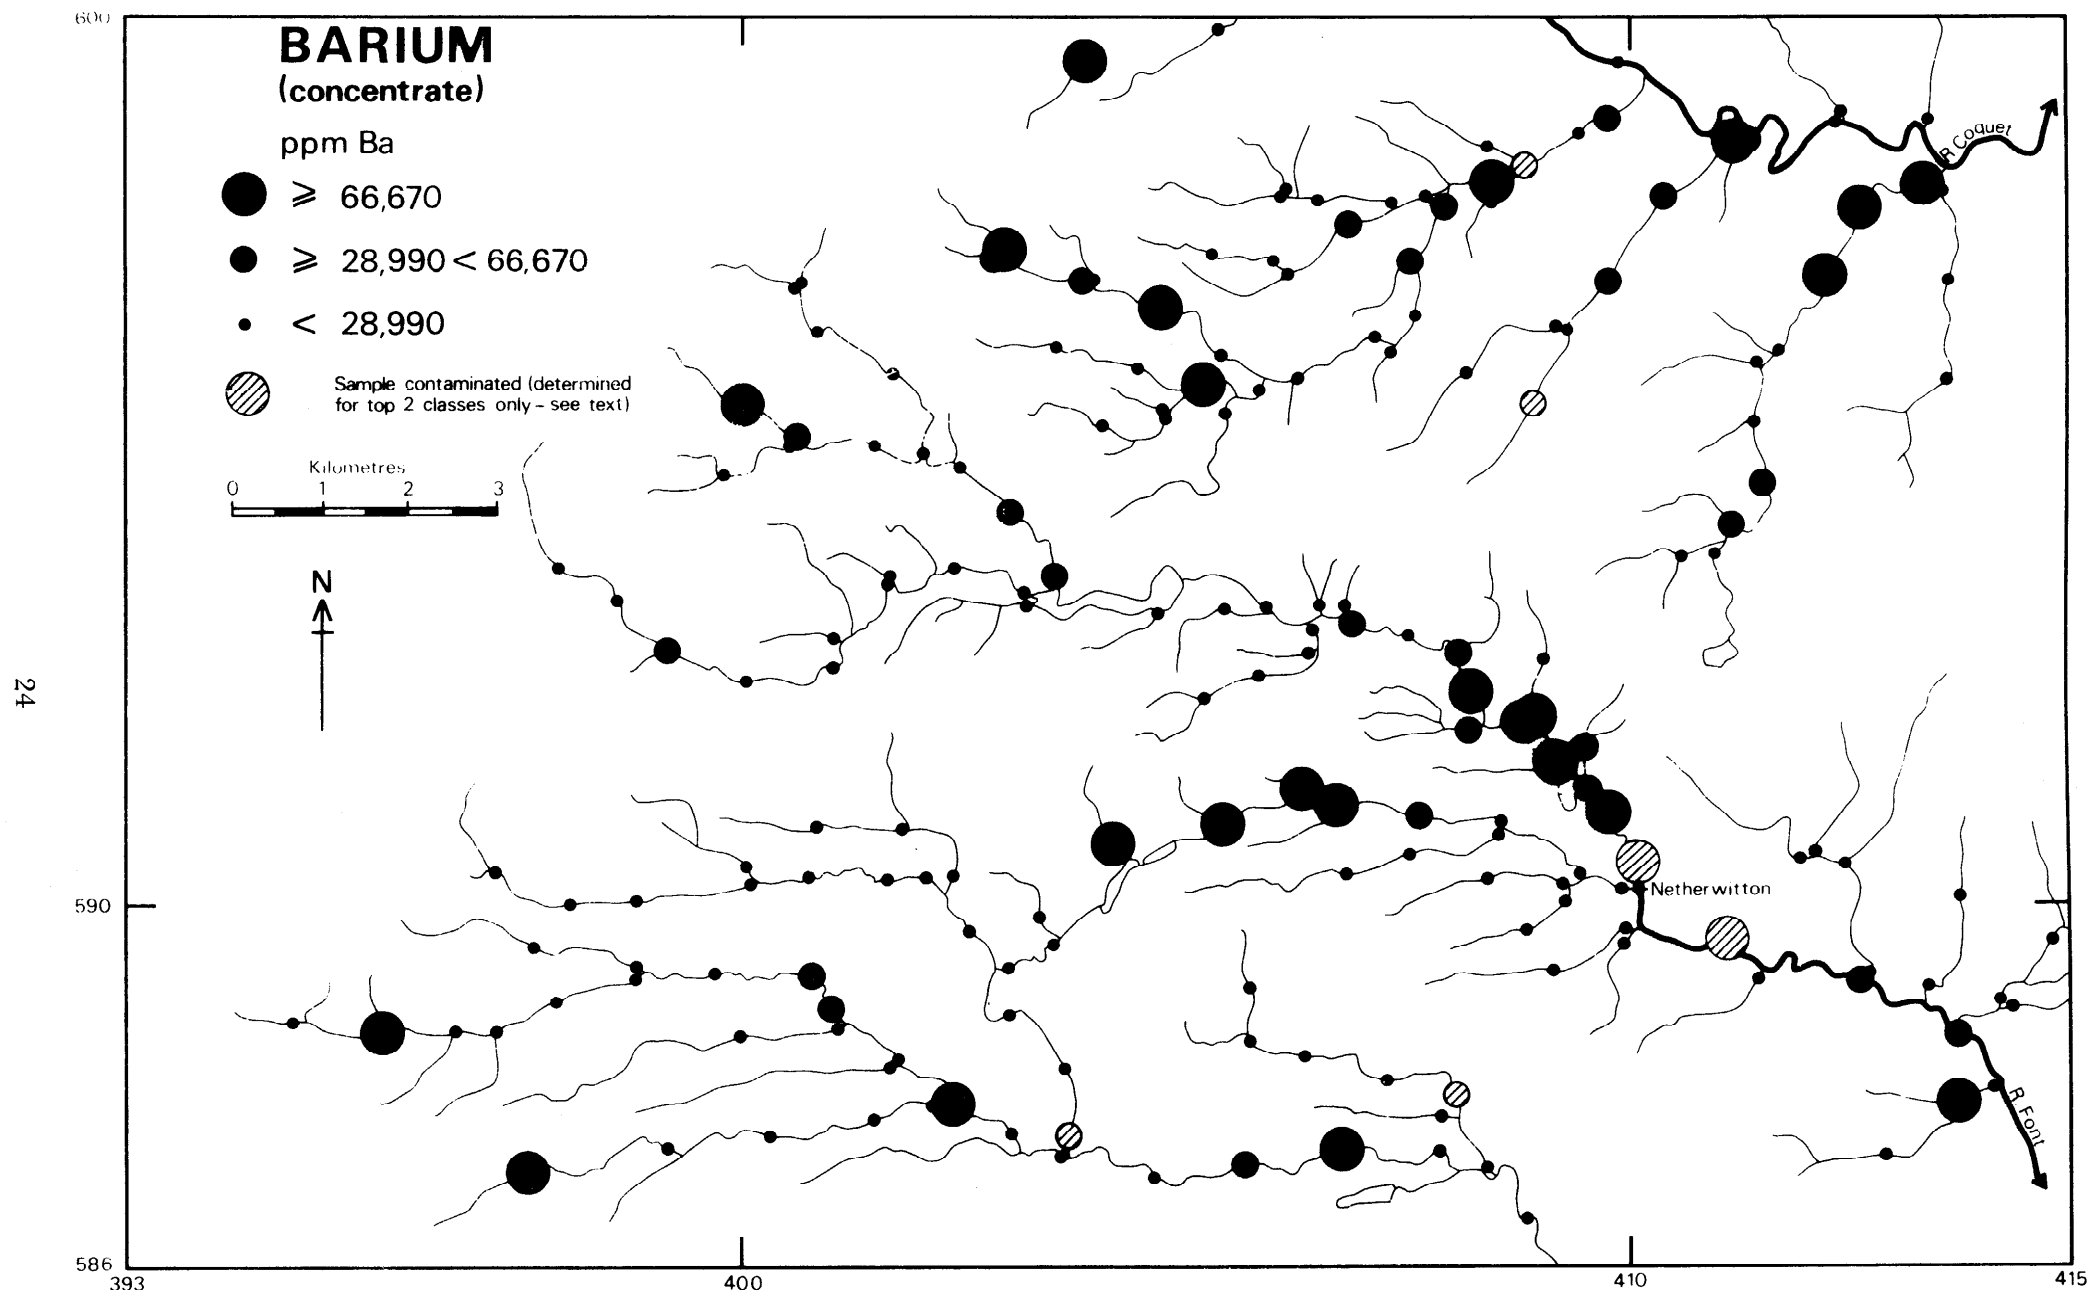 600
BARIUM
(concentrate)
ppm Ba
⩾ 66,670
⩾ 28,990 < 66,670
< 28,990
Sample contaminated (determined
for top 2 classes only – see text)
Kilometres
0 1 2 3
N
R Coquet
24
590
Netherwitton
R Font
586
393 400 410 415